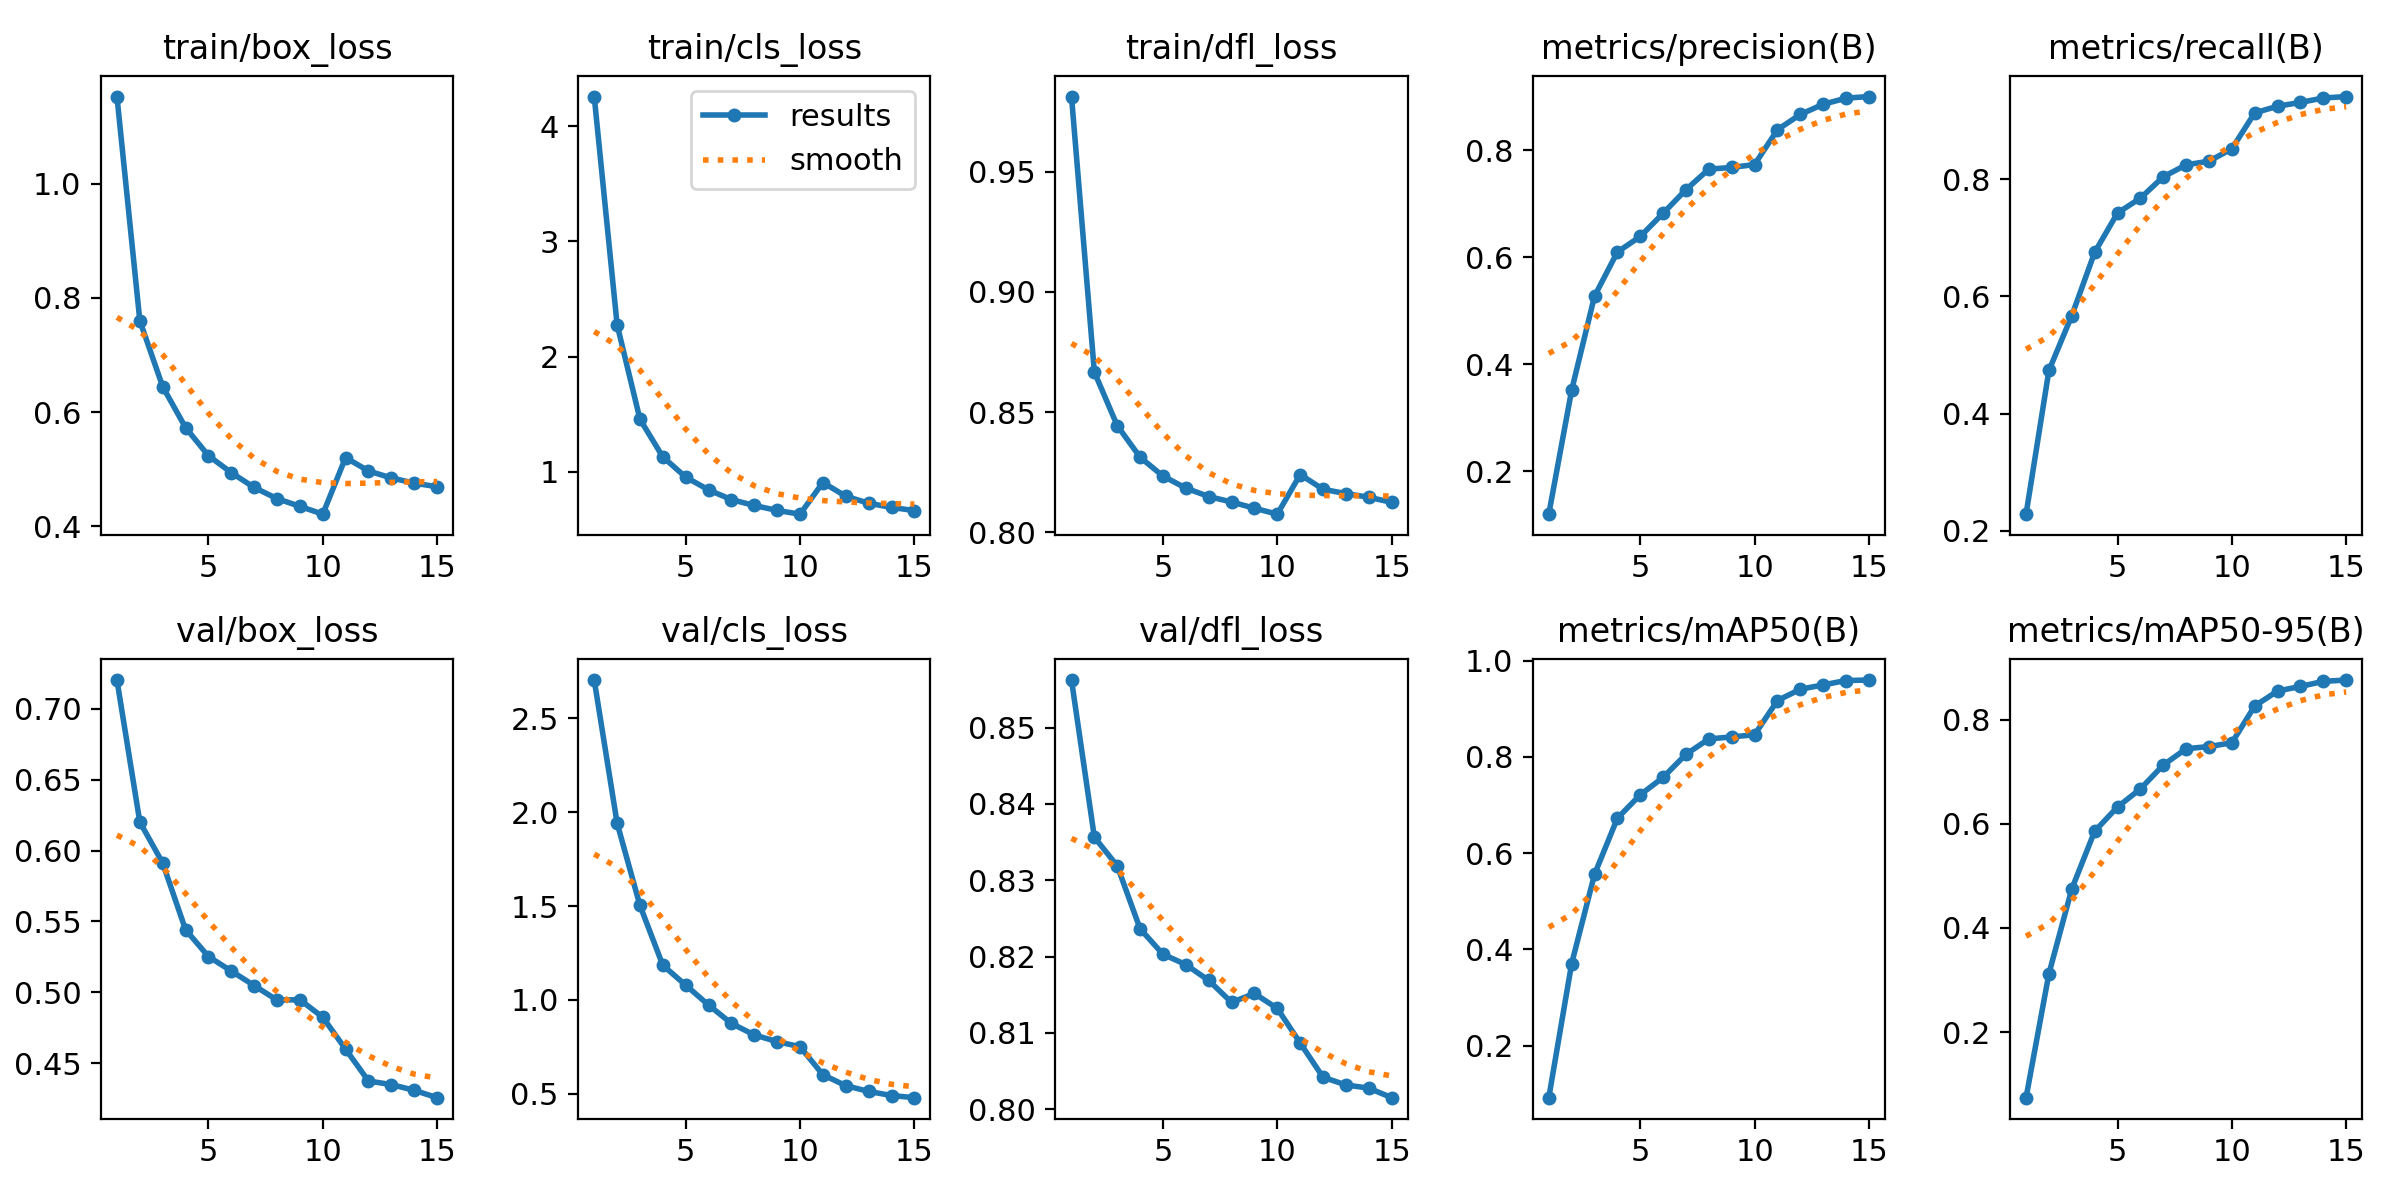 train/box_loss
1.0
0.8
0.6
0.4
5 10 15
train/cls_loss
results
smooth
4
3
2
1
5 10 15
train/dfl_loss
0.95
0.90
0.85
0.80
5 10 15
metrics/precision(B)
0.8
0.6
0.4
0.2
5 10 15
metrics/recall(B)
0.8
0.6
0.4
0.2
5 10 15
val/box_loss
0.70
0.65
0.60
0.55
0.50
0.45
5 10 15
val/cls_loss
2.5
2.0
1.5
1.0
0.5
5 10 15
val/dfl_loss
0.85
0.84
0.83
0.82
0.81
0.80
5 10 15
metrics/mAP50(B)
1.0
0.8
0.6
0.4
0.2
5 10 15
metrics/mAP50-95(B)
0.8
0.6
0.4
0.2
5 10 15